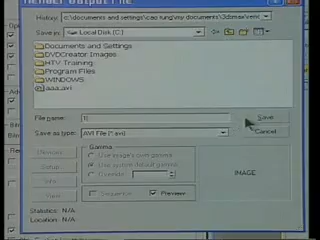 Render Output File
History: c:\documents and settings\cao tung\my documents\3dsmax\rend
Save in: Local Disk (C:)
Documents and Settings
DVDCreator Images
HTV Training
Program Files
WINDOWS
aaa.avi
File name: 1
Save
Save as type: AVI File (*.avi)
Cancel
Devices...
Setup...
Info...
View
Gamma
Use image's own gamma
Use system default gamma
Override
IMAGE
Sequence
Preview
Statistics: N/A
Location: N/A